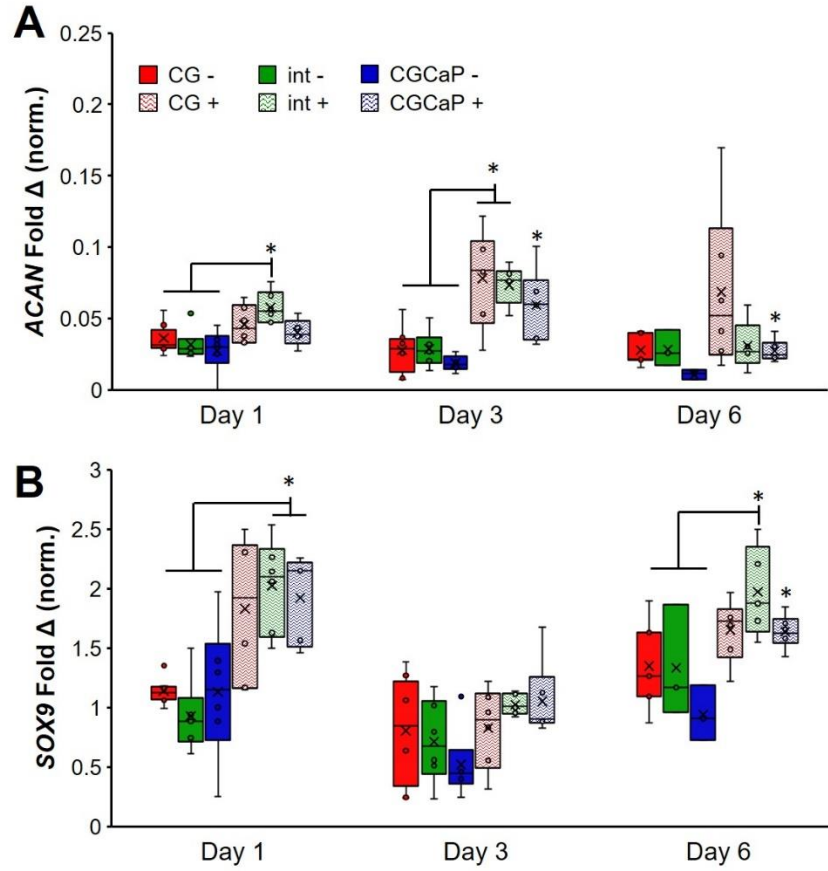 A
ACAN Fold Δ (norm.)
0.25
0.2
0.15
0.1
0.05
0
CG - int - CGCaP -
CG + int + CGCaP +
*
*
*
*
Day 1 Day 3 Day 6
B
SOX9 Fold Δ (norm.)
3
2.5
2
1.5
1
0.5
0
*
*
*
Day 1 Day 3 Day 6